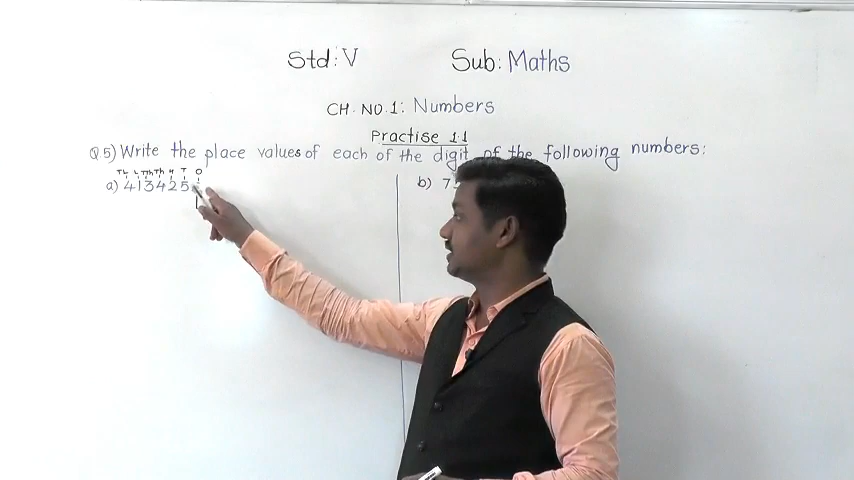 Std: V Sub: Maths
CH. NO. 1: Numbers
Practise 1.1
Q.5) Write the place values of each of the digit of the following numbers:
TL L TTh Th H T O
a) 413425
b) 7